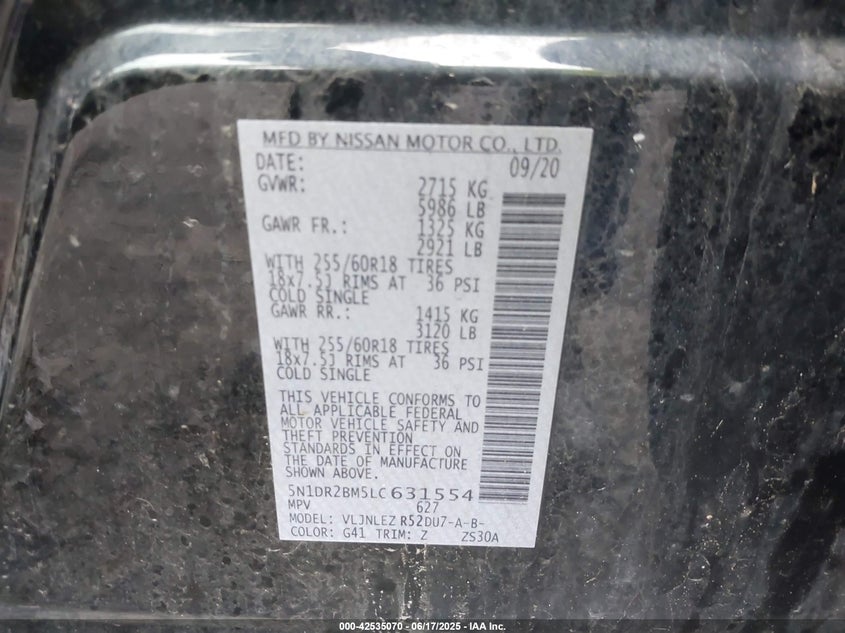 MFD BY NISSAN MOTOR CO., LTD.
DATE: 09/20
GVWR: 2715 KG
5986 LB
GAWR FR.: 1325 KG
2921 LB
WITH 255/60R18 TIRES
18x7.5J RIMS AT 36 PSI
COLD SINGLE
GAWR RR.: 1415 KG
3120 LB
WITH 255/60R18 TIRES
18x7.5J RIMS AT 36 PSI
COLD SINGLE
THIS VEHICLE CONFORMS TO
ALL APPLICABLE FEDERAL
MOTOR VEHICLE SAFETY AND
THEFT PREVENTION
STANDARDS IN EFFECT ON
THE DATE OF MANUFACTURE
SHOWN ABOVE.
5N1DR2BM5LC631554
MPV 627
MODEL: VLJNLEZ R52DU7-A-B-
COLOR: G41 TRIM: Z ZS30A
000-42535070 - 06/17/2025 - IAA Inc.